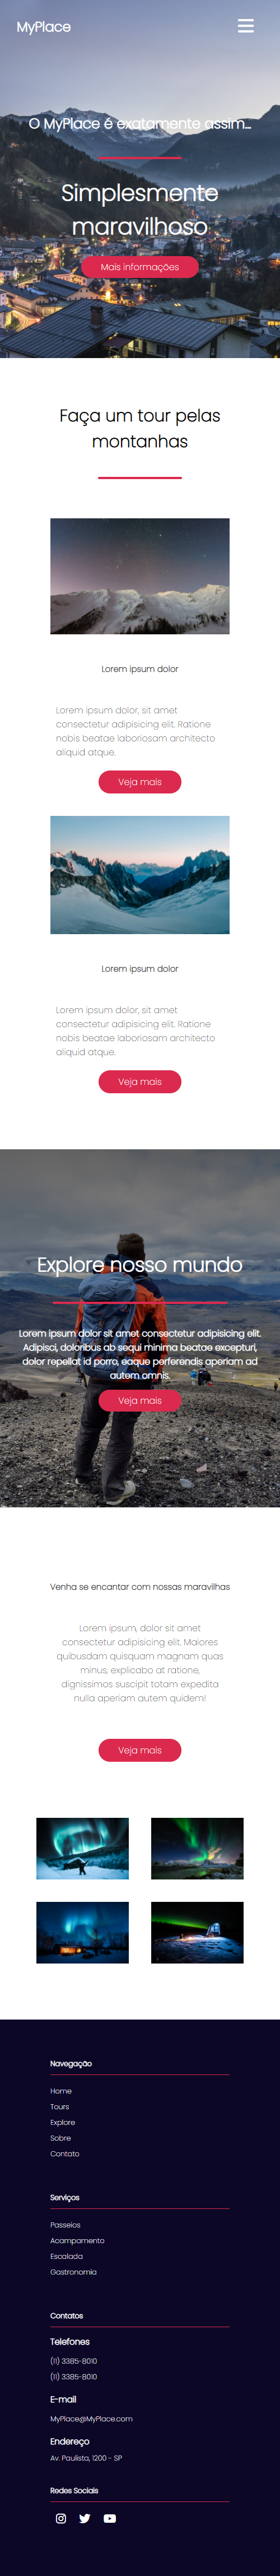 MyPlace
O MyPlace é exatamente assim...
Simplesmente
maravilhoso
Mais informações
Faça um tour pelas
montanhas
Lorem ipsum dolor
Lorem ipsum dolor, sit amet
consectetur adipisicing elit. Ratione
nobis beatae laboriosam architecto
aliquid atque.
Veja mais
Lorem ipsum dolor
Lorem ipsum dolor, sit amet
consectetur adipisicing elit. Ratione
nobis beatae laboriosam architecto
aliquid atque.
Veja mais
Explore nosso mundo
Lorem ipsum dolor sit amet consectetur adipisicing elit.
Adipisci, doloribus ab sequi minima beatae excepturi,
dolor repellat id porro, eaque perferendis aperiam ad
autem omnis.
Veja mais
Venha se encantar com nossas maravilhas
Lorem ipsum, dolor sit amet
consectetur adipisicing elit. Maiores
quibusdam quisquam magnam quas
minus, explicabo at ratione,
dignissimos suscipit totam expedita
nulla aperiam autem quidem!
Veja mais
Navegação
Home
Tours
Explore
Sobre
Contato
Serviços
Passeios
Acampamento
Escalada
Gastronomia
Contatos
Telefones
(11) 3385-8010
(11) 3385-8010
E-mail
MyPlace@MyPlace.com
Endereço
Av. Paulista, 1200 - SP
Redes Sociais